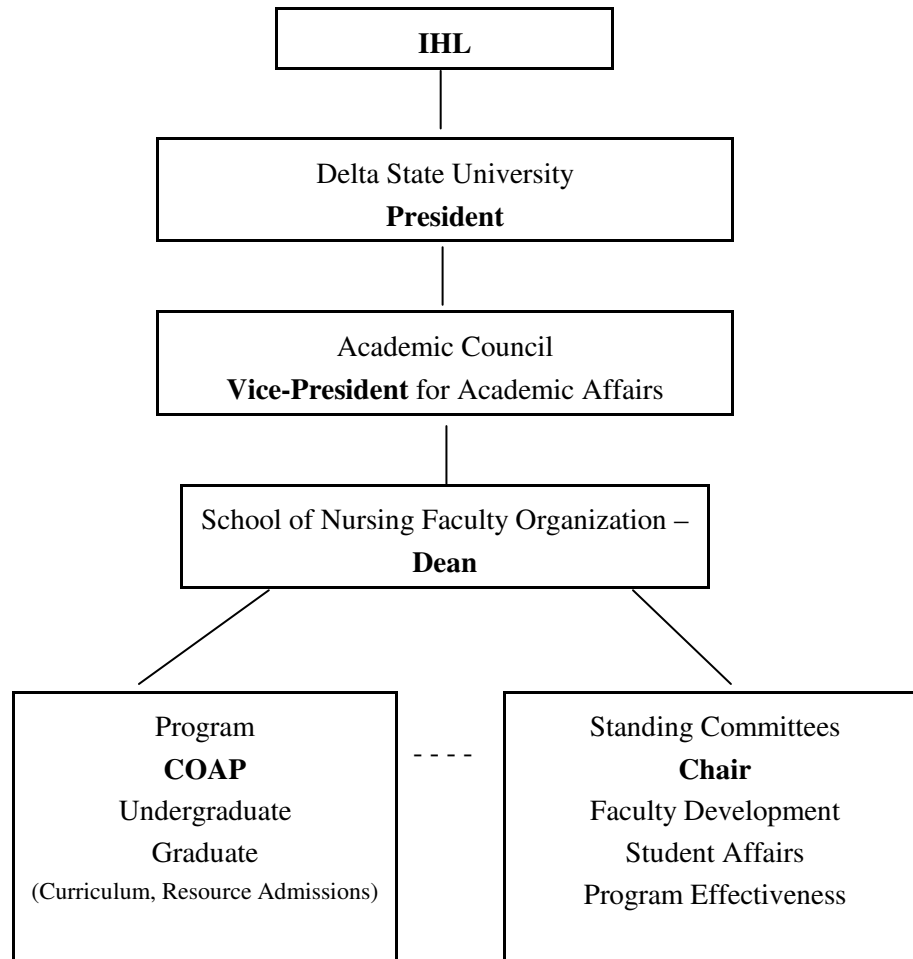 IHL
Delta State University
President
Academic Council
Vice-President for Academic Affairs
School of Nursing Faculty Organization –
Dean
Program
COAP
Undergraduate
Graduate
(Curriculum, Resource Admissions)
Standing Committees
Chair
Faculty Development
Student Affairs
Program Effectiveness